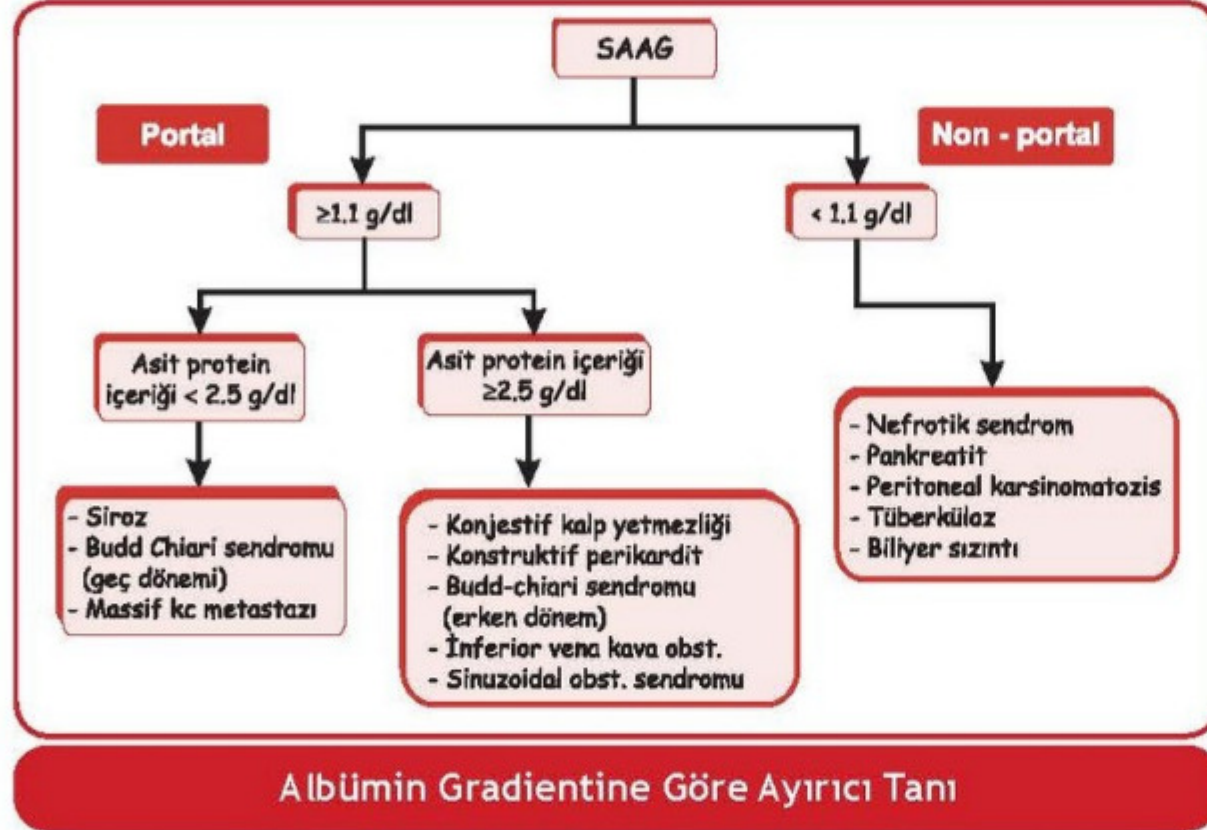 SAAG
Portal
Non - portal
≥1.1 g/dl
< 1.1 g/dl
Asit protein
içeriği < 2.5 g/dl
Asit protein içeriği
≥2.5 g/dl
- Siroz
- Budd Chiari sendromu
(geç dönemi)
- Massif kc metastazı
- Konjestif kalp yetmezliği
- Konstruktif perikardit
- Budd-chiari sendromu
(erken dönem)
- İnferior vena kava obst.
- Sinuzoidal obst. sendromu
- Nefrotik sendrom
- Pankreatit
- Peritoneal karsinomatozis
- Tüberkülaz
- Biliyer sızıntı
Albümin Gradientine Göre Ayırıcı Tanı